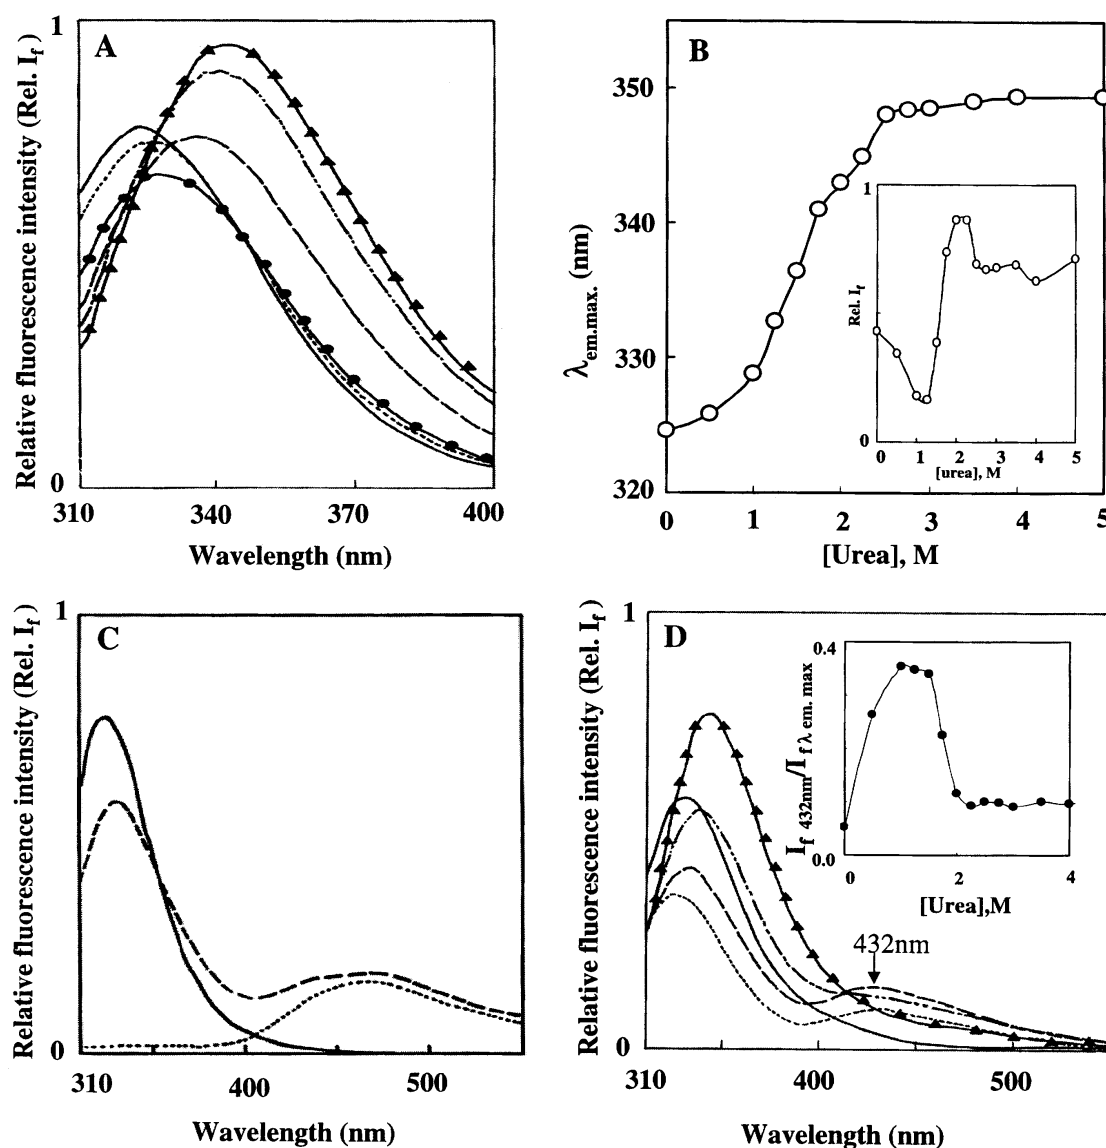 A
1
0
310
340
370
400
Relative fluorescence intensity (Rel. If)
Wavelength (nm)
B
350
340
330
320
0
1
2
3
4
5
λem.max. (nm)
[Urea], M
1
0
Rel. If
0
1
2
3
4
5
[urea], M
C
1
0
310
400
500
Relative fluorescence intensity (Rel. If)
Wavelength (nm)
D
1
0
310
400
500
Relative fluorescence intensity (Rel. If)
Wavelength (nm)
432nm
0.4
0.0
0
2
4
If 432nm/If λ em. max
[Urea],M